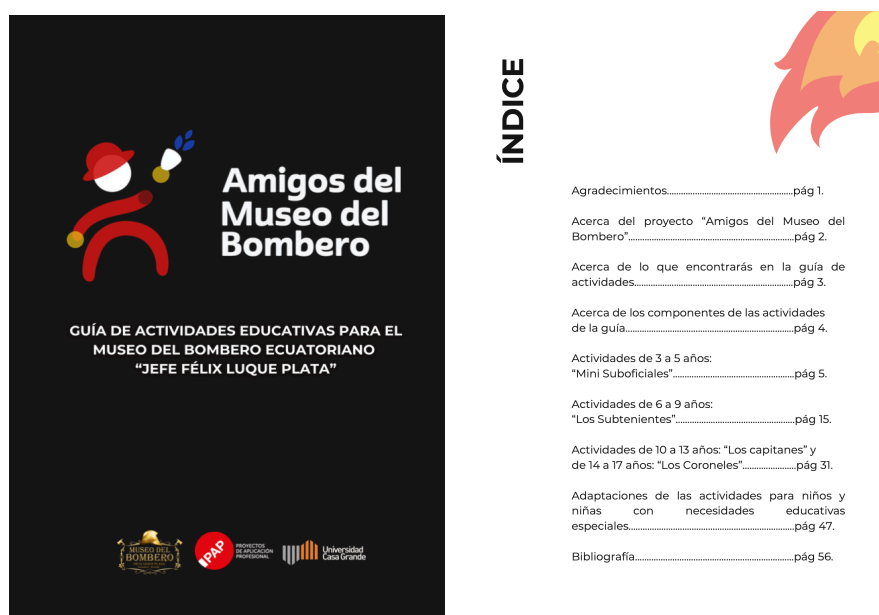 Amigos del
Museo del
Bombero
GUÍA DE ACTIVIDADES EDUCATIVAS PARA EL
MUSEO DEL BOMBERO ECUATORIANO
“JEFE FÉLIX LUQUE PLATA”
MUSEO DEL
BOMBERO
PAP
PROYECTOS
DE APLICACIÓN
PROFESIONAL
Universidad
Casa Grande
ÍNDICE
Agradecimientos.....................................................pág 1.
Acerca del proyecto “Amigos del Museo del
Bombero”......................................................................pág 2.
Acerca de lo que encontrarás en la guía de
actividades...................................................................pág 3.
Acerca de los componentes de las actividades
de la guía.......................................................................pág 4.
Actividades de 3 a 5 años:
“Mini Suboficiales”...................................................pág 5.
Actividades de 6 a 9 años:
“Los Subtenientes”..................................................pág 15.
Actividades de 10 a 13 años: “Los capitanes” y
de 14 a 17 años: “Los Coroneles”.......................pág 31.
Adaptaciones de las actividades para niños y
niñas con necesidades educativas
especiales......................................................................pág 47.
Bibliografía...................................................................pág 56.